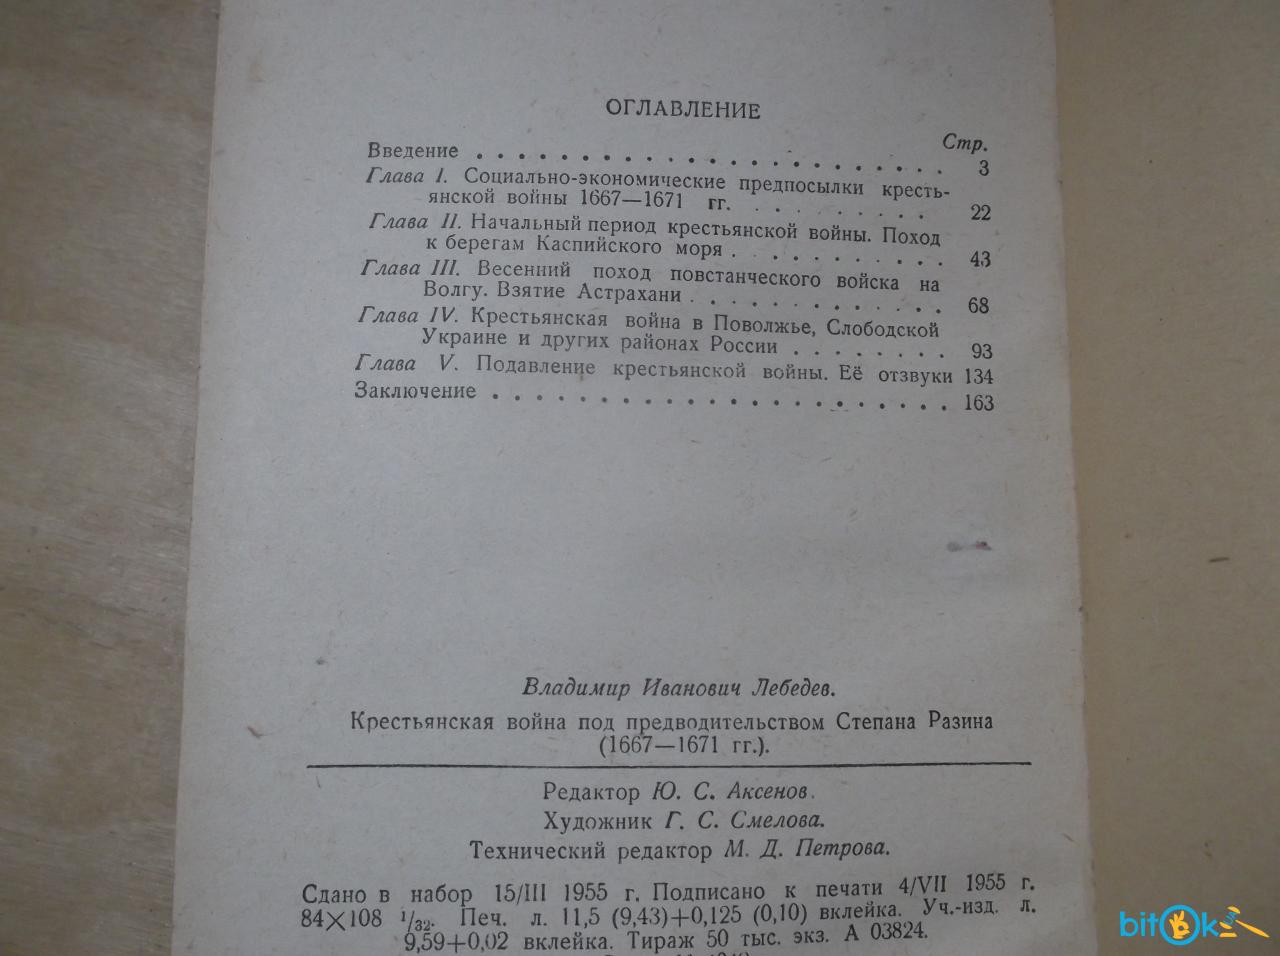 ОГЛАВЛЕНИЕ
Стр.
Введение . . . . . . . . . . . . . . . . . . . . . 3
Глава I. Социально-экономические предпосылки кресть-
янской войны 1667—1671 гг. . . . . . . . . . . 22
Глава II. Начальный период крестьянской войны. Поход
к берегам Каспийского моря . . . . . . . . . . 43
Глава III. Весенний поход повстанческого войска на
Волгу. Взятие Астрахани . . . . . . . . . . . . 68
Глава IV. Крестьянская война в Поволжье, Слободской
Украине и других районах России . . . . . . . . 93
Глава V. Подавление крестьянской войны. Её отзвуки 134
Заключение . . . . . . . . . . . . . . . . . . . . . 163
Владимир Иванович Лебедев.
Крестьянская война под предводительством Степана Разина
(1667—1671 гг.).
Редактор Ю. С. Аксенов.
Художник Г. С. Смелова.
Технический редактор М. Д. Петрова.
Сдано в набор 15/III 1955 г. Подписано к печати 4/VII 1955 г.
84×108 1/32. Печ. л. 11,5 (9,43)+0,125 (0,10) вклейка. Уч.-изд. л.
9,59+0,02 вклейка. Тираж 50 тыс. экз. А 03824.
bitOk